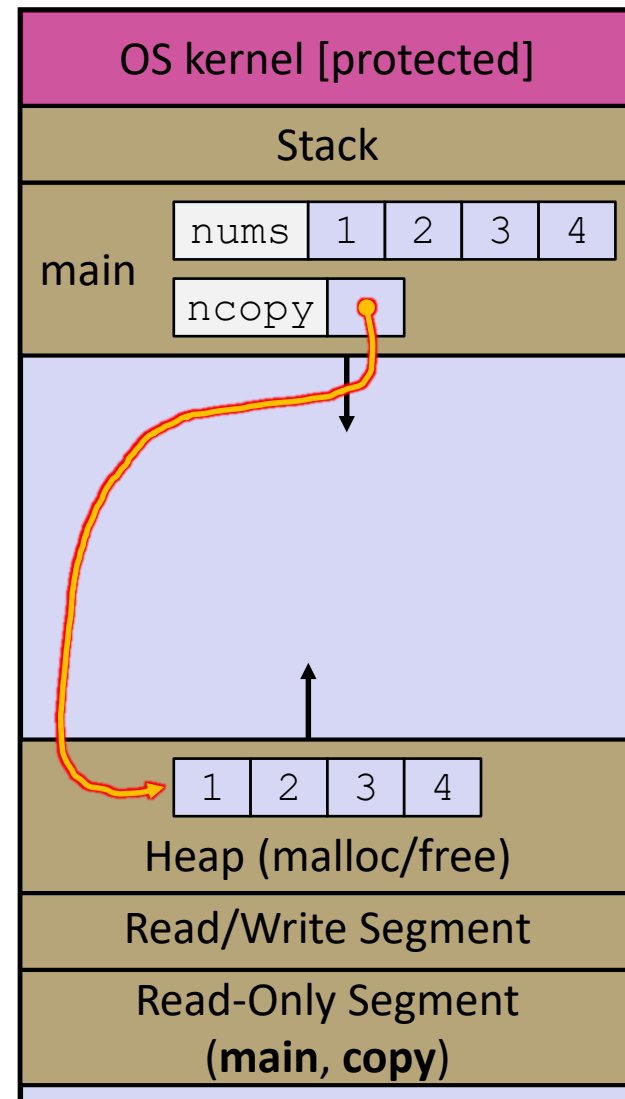 OS kernel [protected]
Stack
main
nums 1 2 3 4
ncopy
1 2 3 4
Heap (malloc/free)
Read/Write Segment
Read-Only Segment
(main, copy)